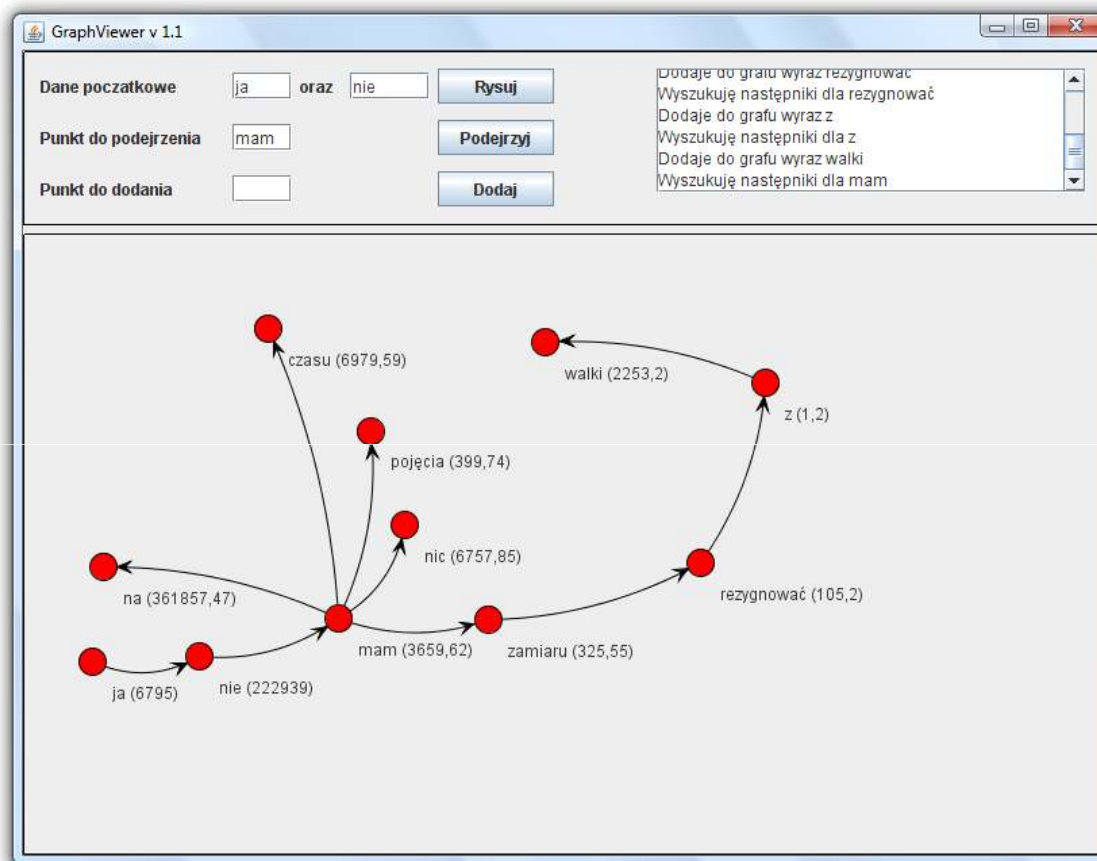 GraphViewer v 1.1
Dane poczatkowe ja oraz nie Rysuj
Punkt do podejrzenia mam Podejrzyj
Punkt do dodania Dodaj
Dodaje do grafu wyraz rezygnować
Wyszukuję następniki dla rezygnować
Dodaje do grafu wyraz z
Wyszukuję następniki dla z
Dodaje do grafu wyraz walki
Wyszukuję następniki dla mam
czasu (6979,59)
walki (2253,2)
z (1,2)
pojęcia (399,74)
nic (6757,85)
na (361857,47)
rezygnować (105,2)
mam (3659,62)
zamiaru (325,55)
ja (6795)
nie (222939)